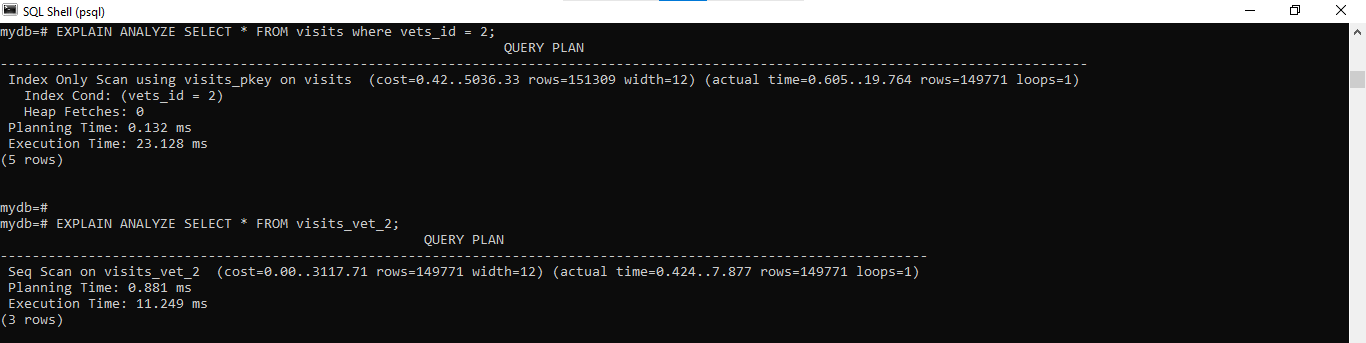 SQL Shell (psql)
mydb=# EXPLAIN ANALYZE SELECT * FROM visits where vets_id = 2;
QUERY PLAN
-----------------------------------------------------------------------------------------------------------------------------------------
Index Only Scan using visits_pkey on visits  (cost=0.42..5036.33 rows=151309 width=12) (actual time=0.605..19.764 rows=149771 loops=1)
Index Cond: (vets_id = 2)
Heap Fetches: 0
Planning Time: 0.132 ms
Execution Time: 23.128 ms
(5 rows)
mydb=#
mydb=# EXPLAIN ANALYZE SELECT * FROM visits_vet_2;
QUERY PLAN
---------------------------------------------------------------------------------------------------------------------
Seq Scan on visits_vet_2  (cost=0.00..3117.71 rows=149771 width=12) (actual time=0.424..7.877 rows=149771 loops=1)
Planning Time: 0.881 ms
Execution Time: 11.249 ms
(3 rows)